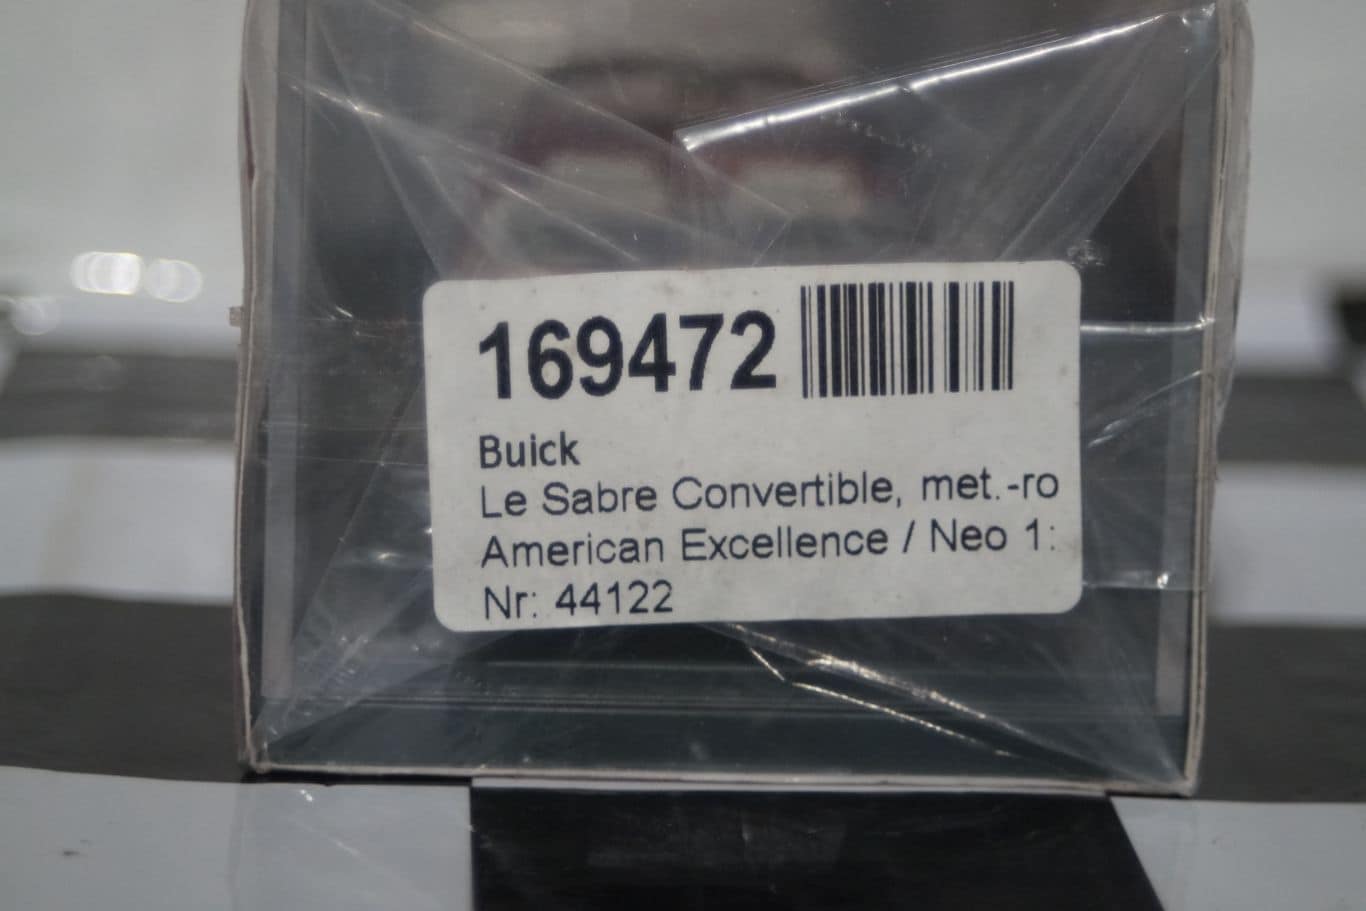 169472
Buick
Le Sabre Convertible, met.-ro
American Excellence / Neo 1:
Nr: 44122